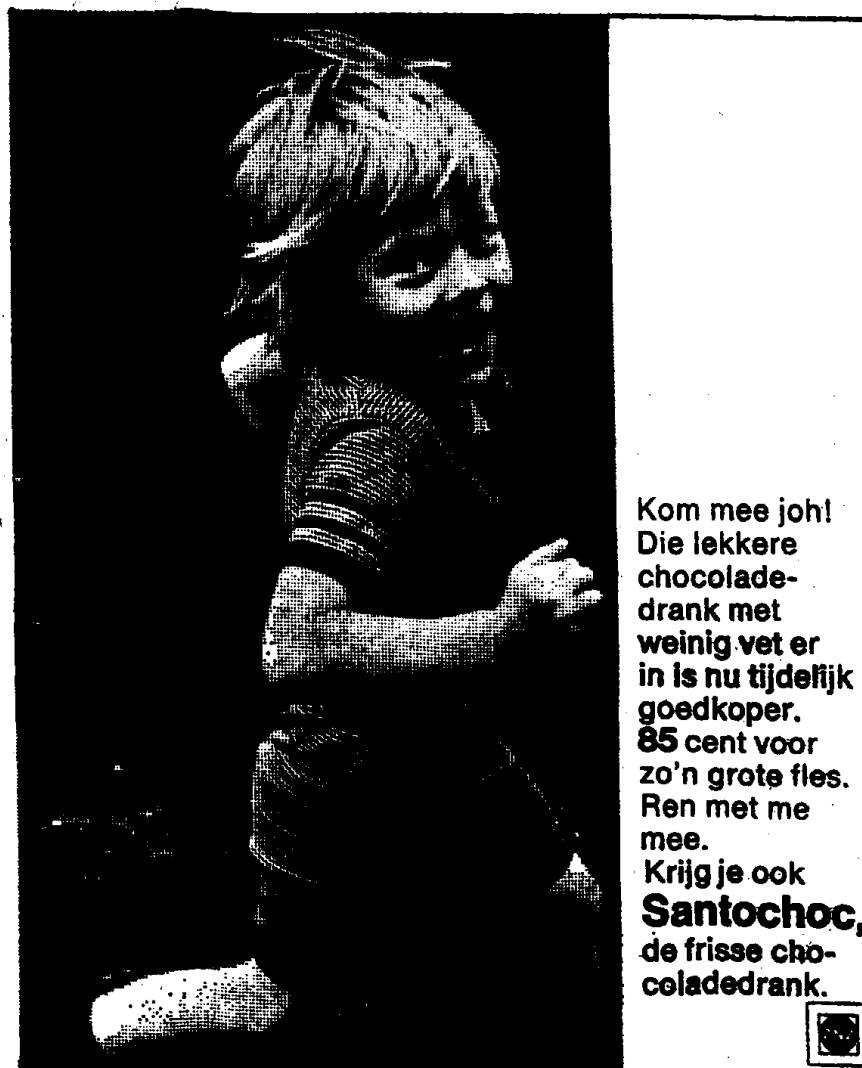 Kom mee joh!
Die lekkere
chocolade-
drank met
weinig vet er
in is nu tijdelijk
goedkoper.
85 cent voor
zo'n grote fles.
Ren met me
mee.
Krijg je ook
Santochoc,
de frisse cho-
coladedrank.